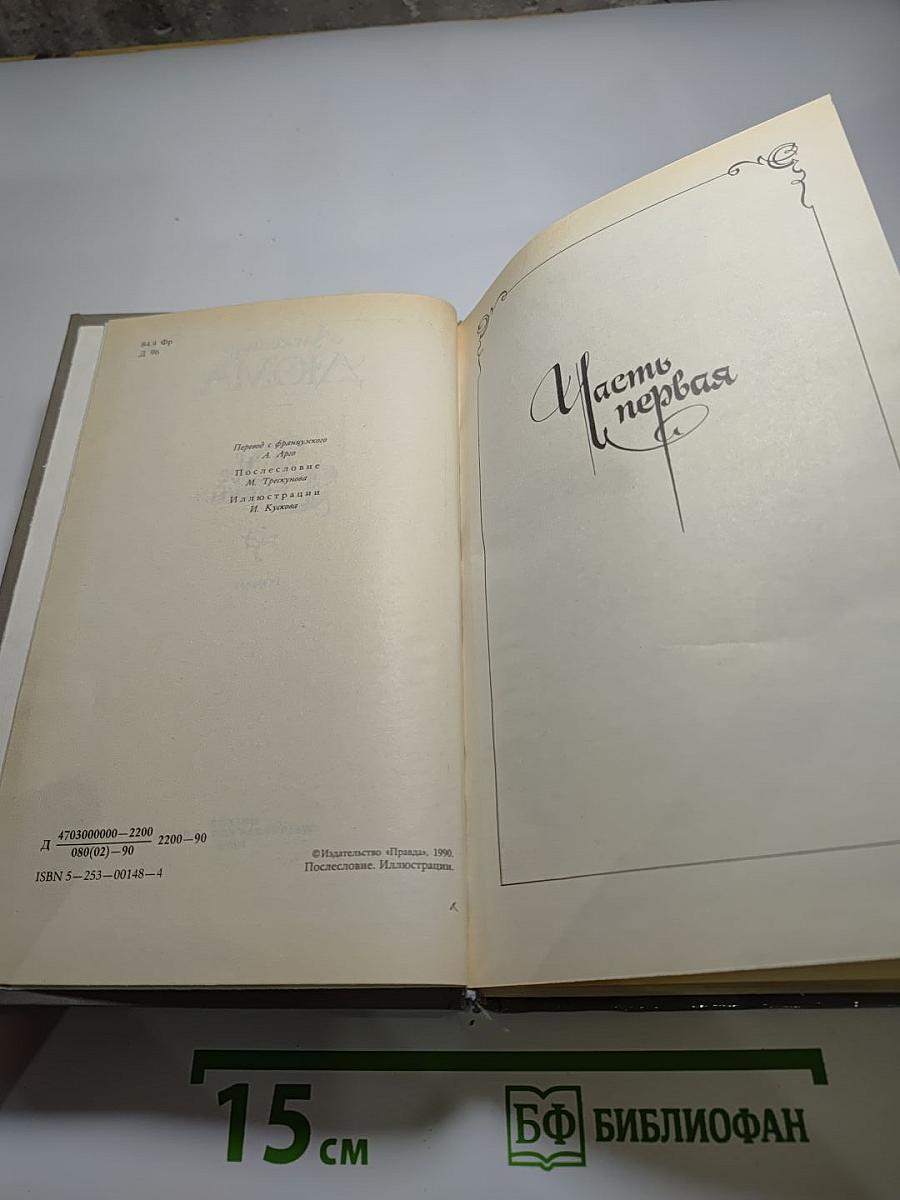 84.4 Фр
Д 96
Перевод с французского
А. Арго
Послесловие
М. Трескунова
Иллюстрации
И. Кускова
Д 4703000000—2200 2200—90
080(02)—90
ISBN 5—253—00148—4
©Издательство «Правда», 1990.
Послесловие. Иллюстрации.
Часть
первая
15 см
БФ БИБЛИОФАН